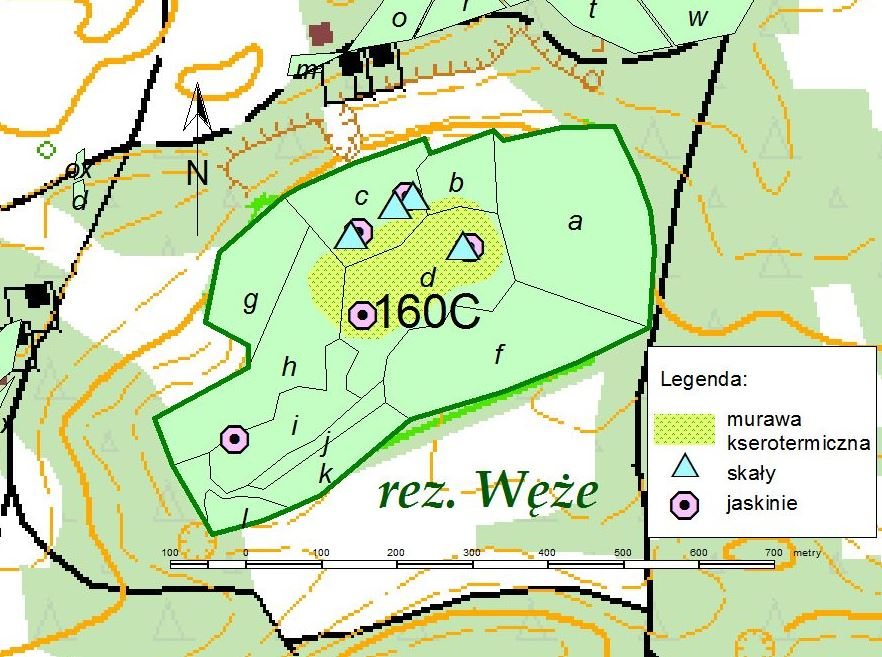 o r t w
m
N
ox
d
c b
a
g d
160C
h f
i j
k
l
x
rez. Węże
Legenda:
murawa
kserotermiczna
skały
jaskinie
100 0 100 200 300 400 500 600 700 metry